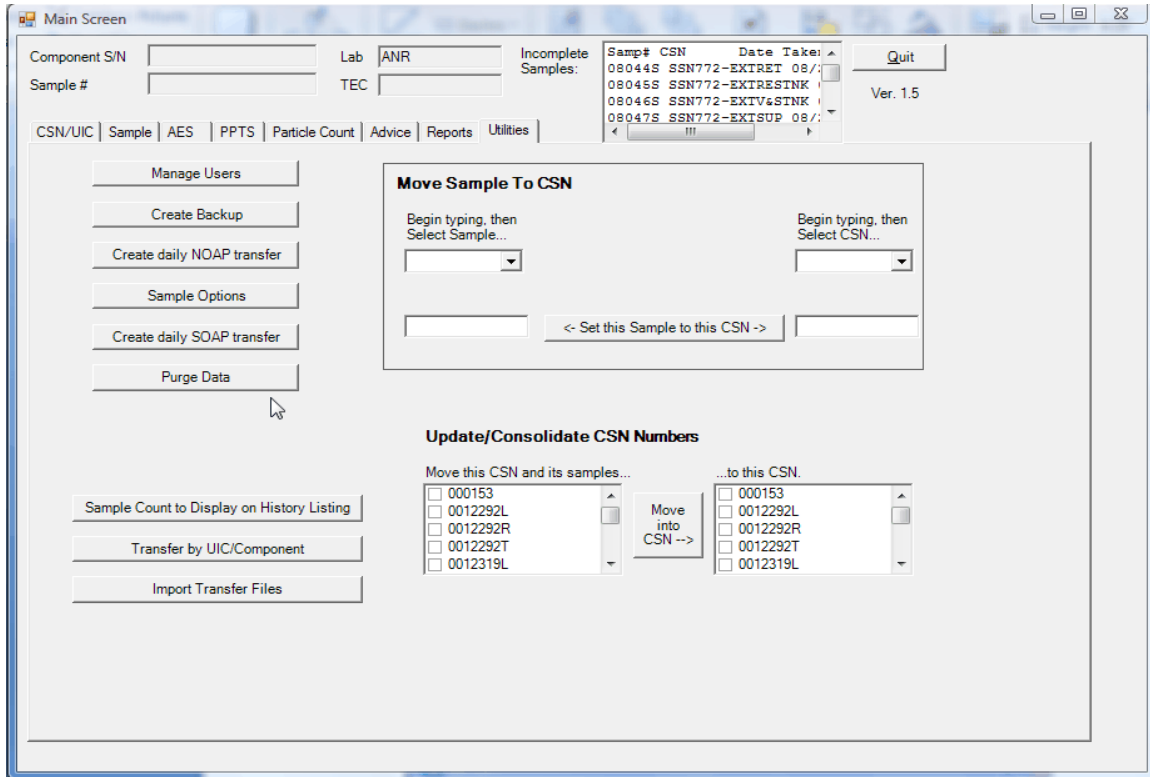 Main Screen
Component S/N
Lab ANR
Incomplete
Samples:
Samp# CSN Date Taken
08044S SSN772-EXTRET 08/
08045S SSN772-EXTRESTNK
08046S SSN772-EXTV&STNK
08047S SSN772-EXTSUP 08/
Quit
Sample #
TEC
Ver. 1.5
CSN/UIC Sample AES PPTS Particle Count Advice Reports Utilities
Manage Users
Create Backup
Create daily NOAP transfer
Sample Options
Create daily SOAP transfer
Purge Data
Move Sample To CSN
Begin typing, then
Select Sample...
Begin typing, then
Select CSN...
<- Set this Sample to this CSN ->
Update/Consolidate CSN Numbers
Move this CSN and its samples...
...to this CSN.
000153
0012292L
0012292R
0012292T
0012319L
Move
into
CSN -->
000153
0012292L
0012292R
0012292T
0012319L
Sample Count to Display on History Listing
Transfer by UIC/Component
Import Transfer Files